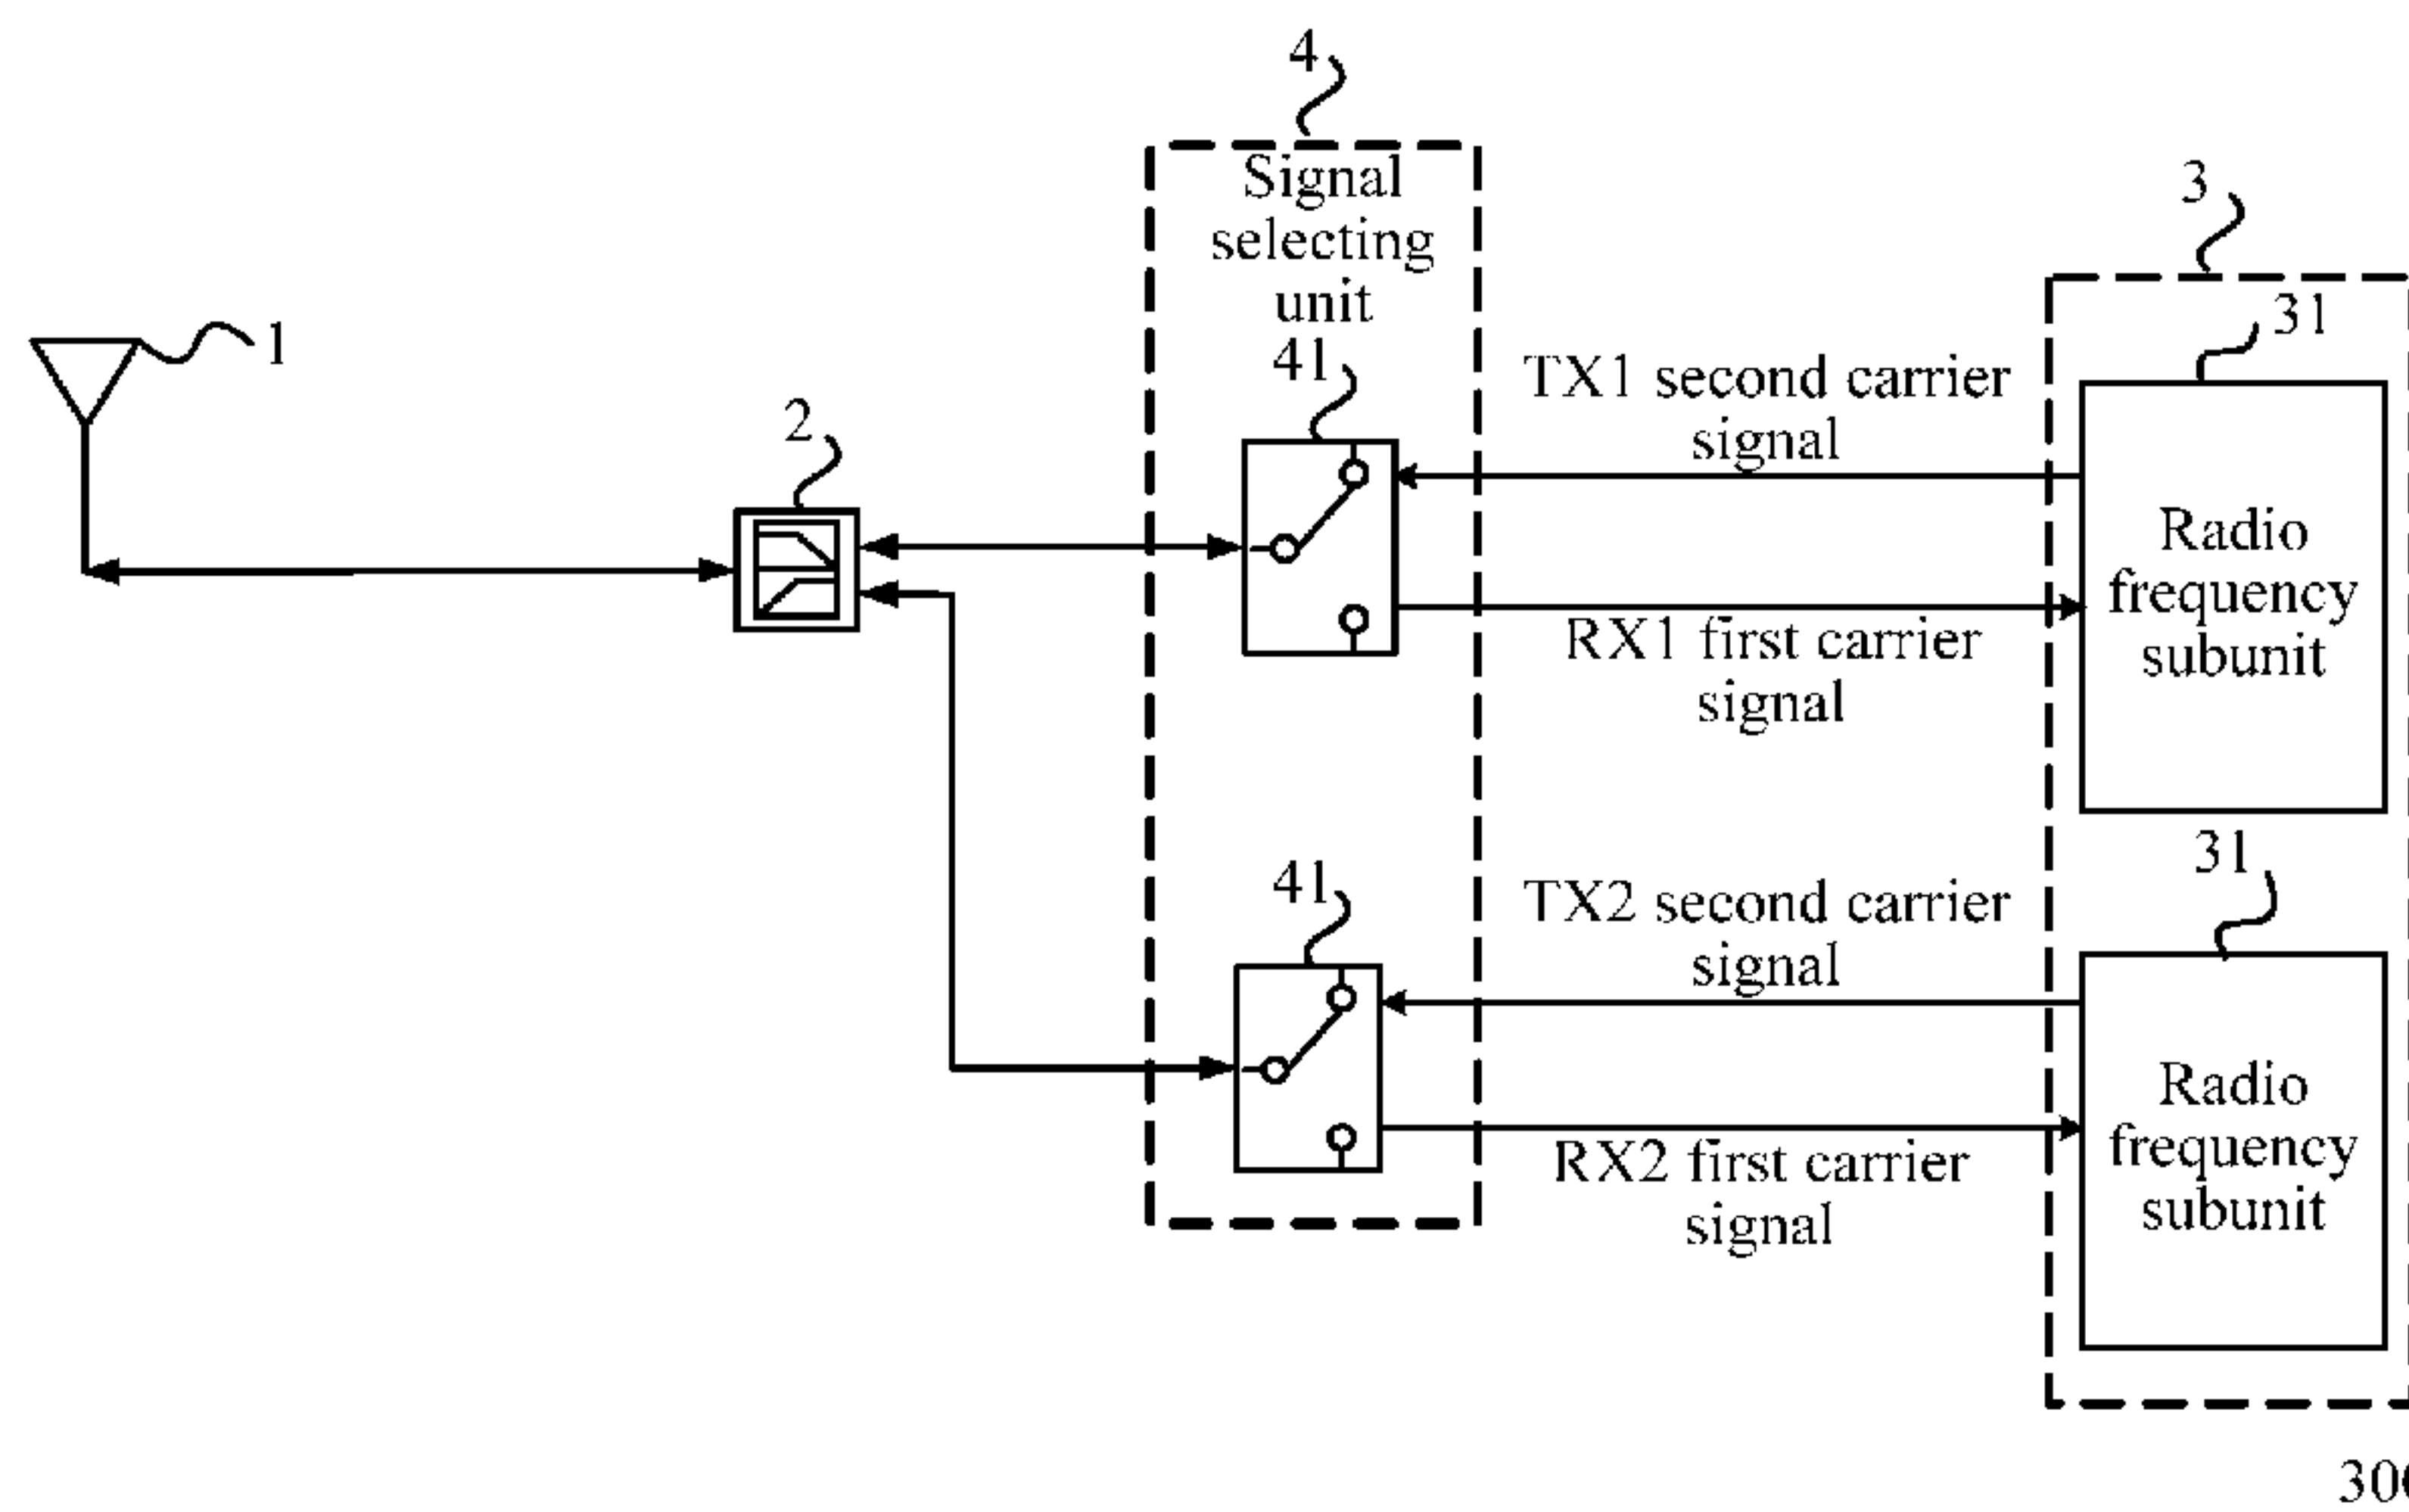 4
Signal
selecting
unit
3
31
1
41
TX1 second carrier
signal
2
Radio
frequency
subunit
RX1 first carrier
signal
31
41
TX2 second carrier
signal
Radio
frequency
subunit
RX2 first carrier
signal